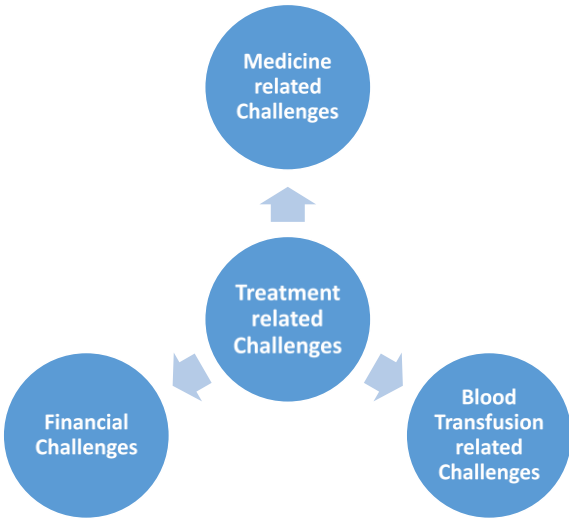 Medicine
related
Challenges
Treatment
related
Challenges
Financial
Challenges
Blood
Transfusion
related
Challenges